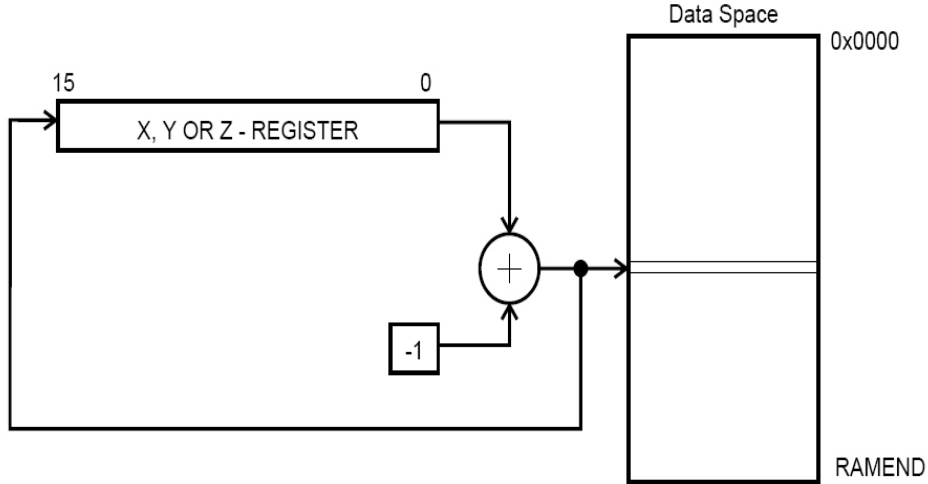 Data Space
0x0000
15
0
X, Y OR Z - REGISTER
+
-1
RAMEND